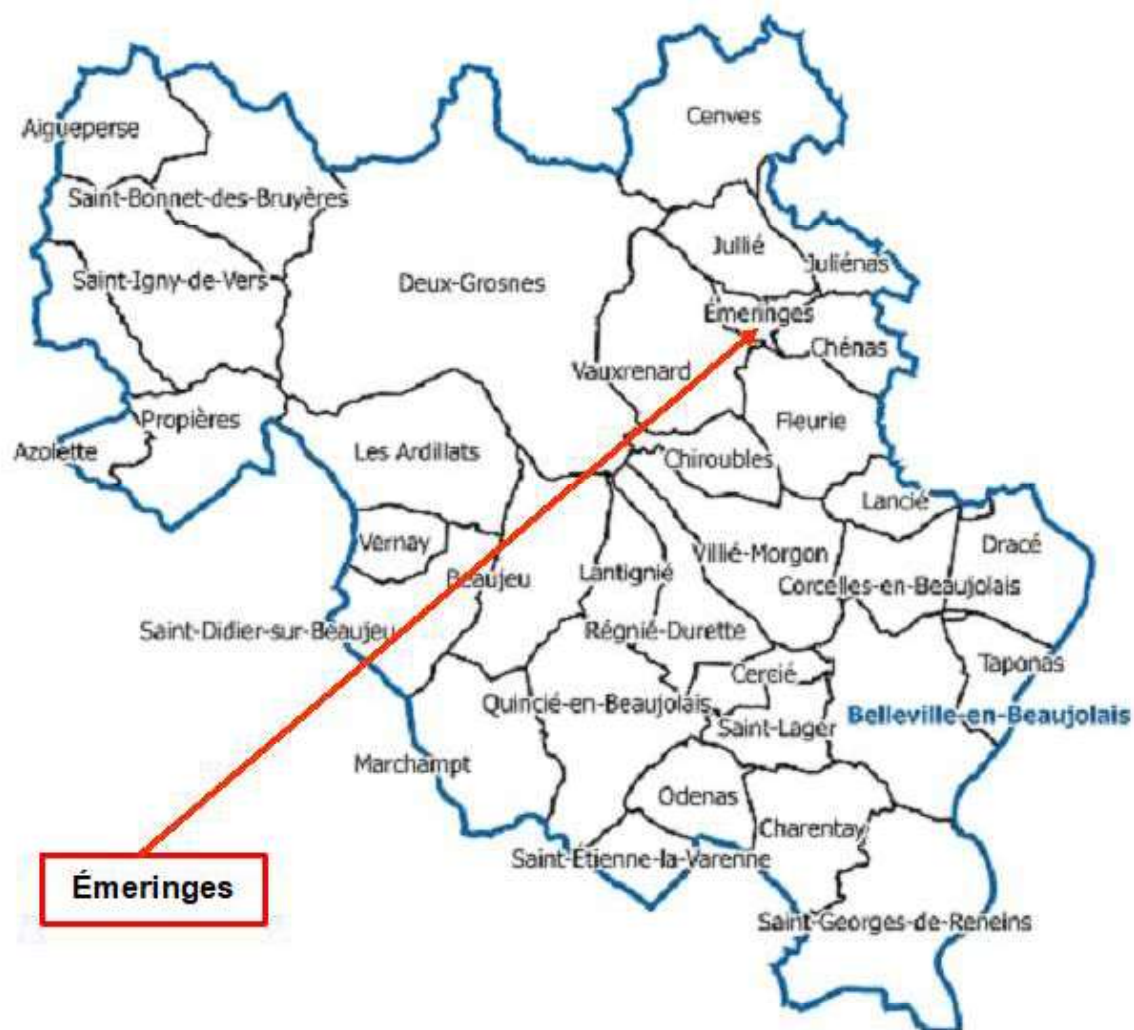 Cenves
Aigueperse
Saint-Bonnet-des-Bruyères
Jullié
Juliénas
Saint-Igny-de-Vers
Deux-Grosnes
Émeringes
Chénas
Vauxrenard
Propières
Fleurie
Azolette
Les Ardillats
Chiroubles
Lancié
Vernay
Villié-Morgon
Dracé
Beaujeu
Lantignié
Corcelles-en-Beaujolais
Saint-Didier-sur-Beaujeu
Régnié-Durette
Cercié
Taponas
Quincié-en-Beaujolais
Belleville-en-Beaujolais
Saint-Lager
Marchampt
Odenas
Charentay
Saint-Étienne-la-Varenne
Émeringes
Saint-Georges-de-Reneins